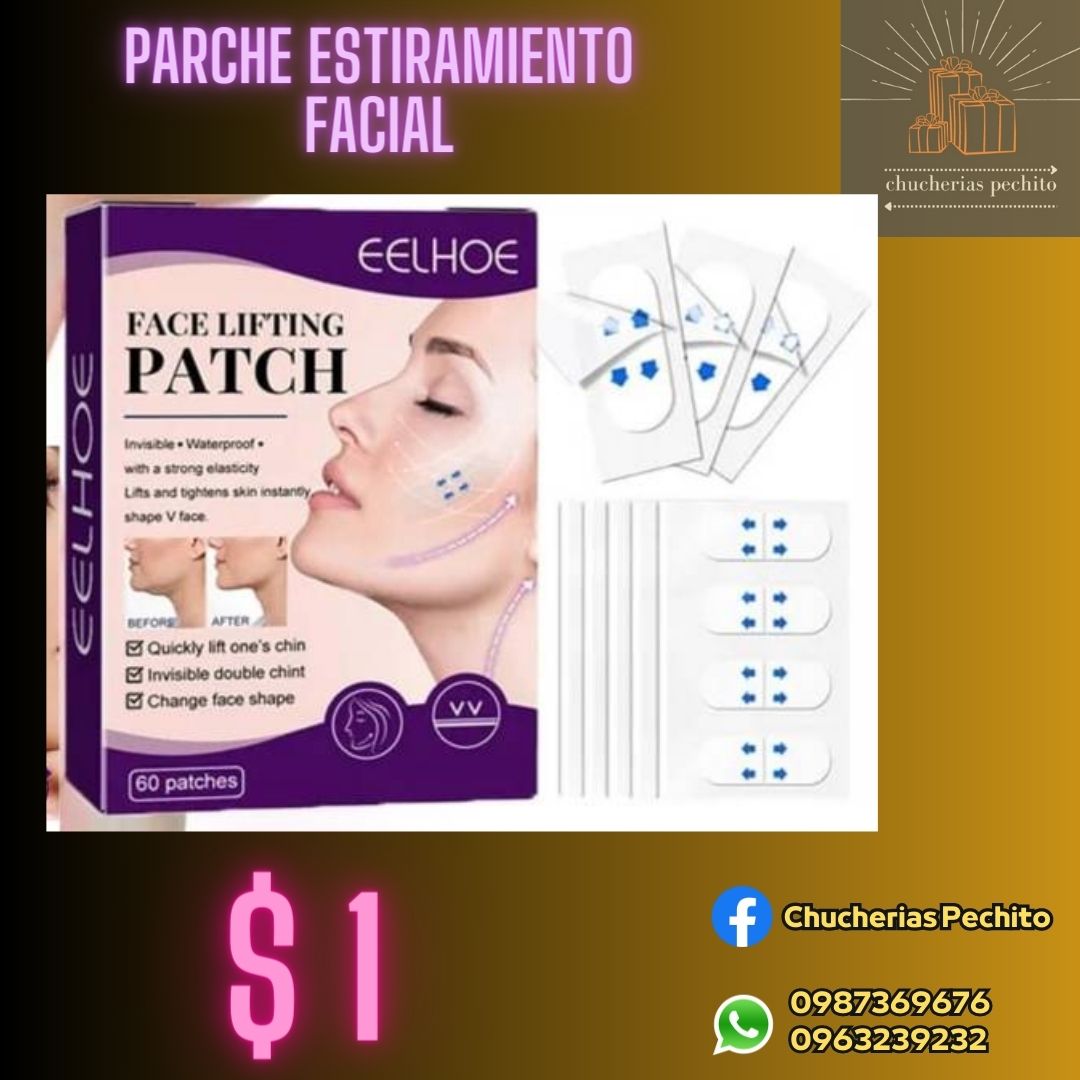 PARCHE ESTIRAMIENTO
FACIAL
chucherias pechito
EELHOE
EELHOE
FACE LIFTING
PATCH
Invisible • Waterproof •
with a strong elasticity
Lifts and tightens skin instantly
shape V face.
BEFORE
AFTER
Quickly lift one's chin
Invisible double chint
Change face shape
VV
60 patches
$ 1
Chucherias Pechito
0987369676
0963239232